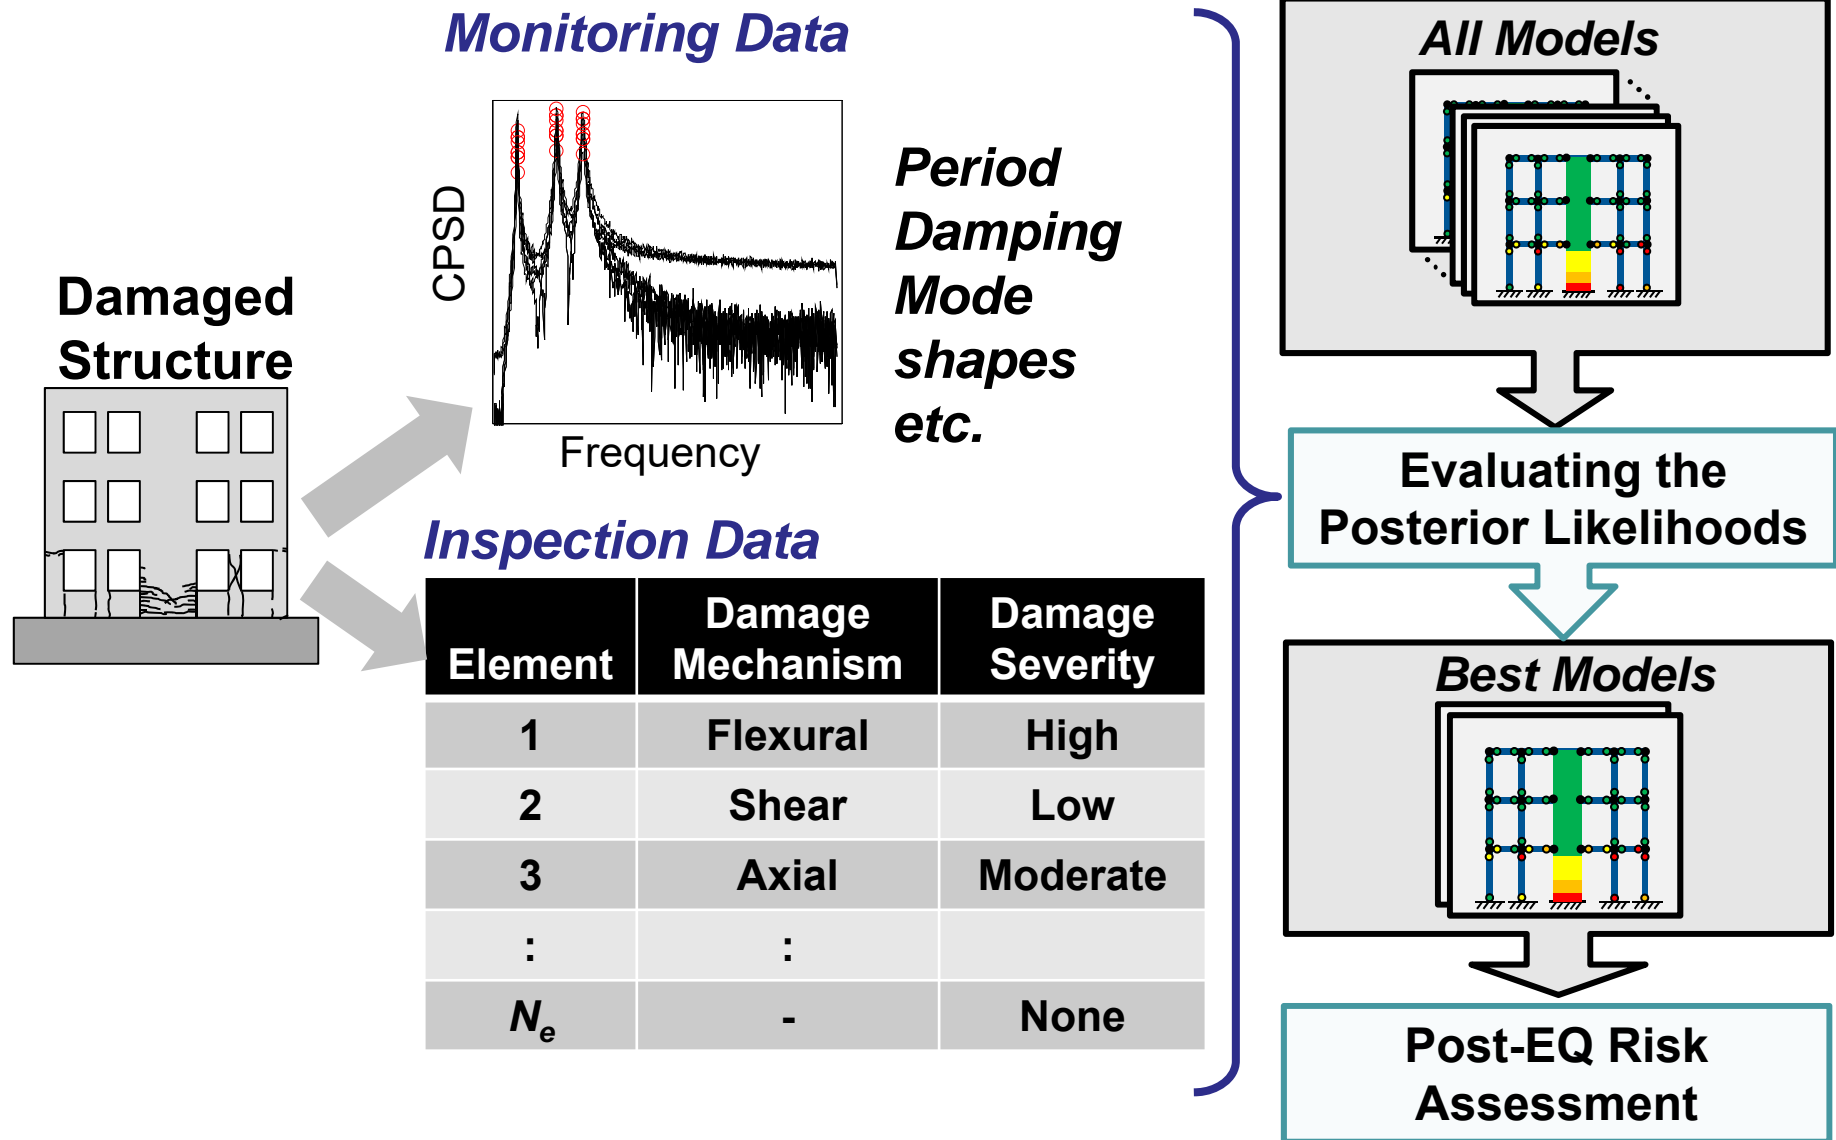 Monitoring Data
CPSD
Frequency
Period
Damping
Mode
shapes
etc.
Damaged
Structure
Inspection Data
Element
Damage
Mechanism
Damage
Severity
1 Flexural High
2 Shear Low
3 Axial Moderate
: :
Ne - None
All Models
Evaluating the
Posterior Likelihoods
Best Models
Post-EQ Risk
Assessment